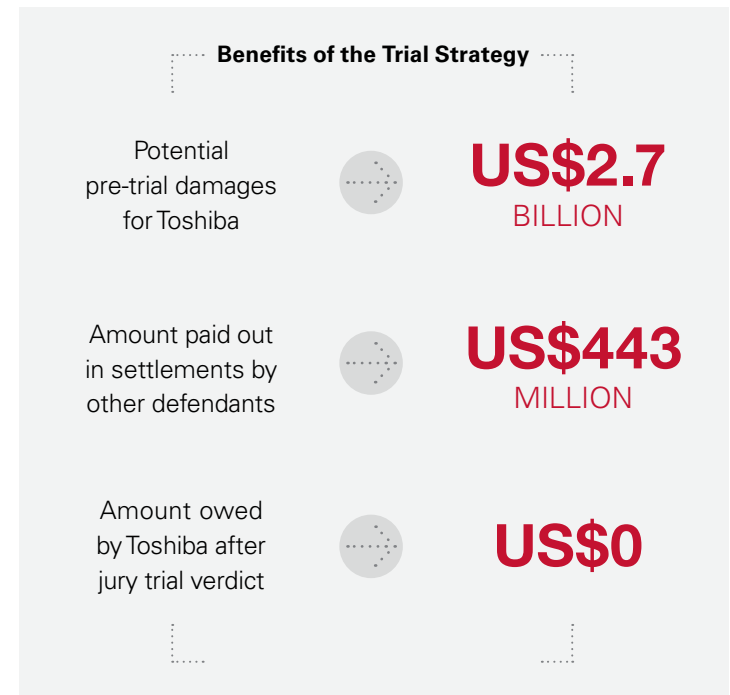 Benefits of the Trial Strategy
Potential
pre-trial damages
for Toshiba
US$2.7
BILLION
Amount paid out
in settlements by
other defendants
US$443
MILLION
Amount owed
by Toshiba after
jury trial verdict
US$0